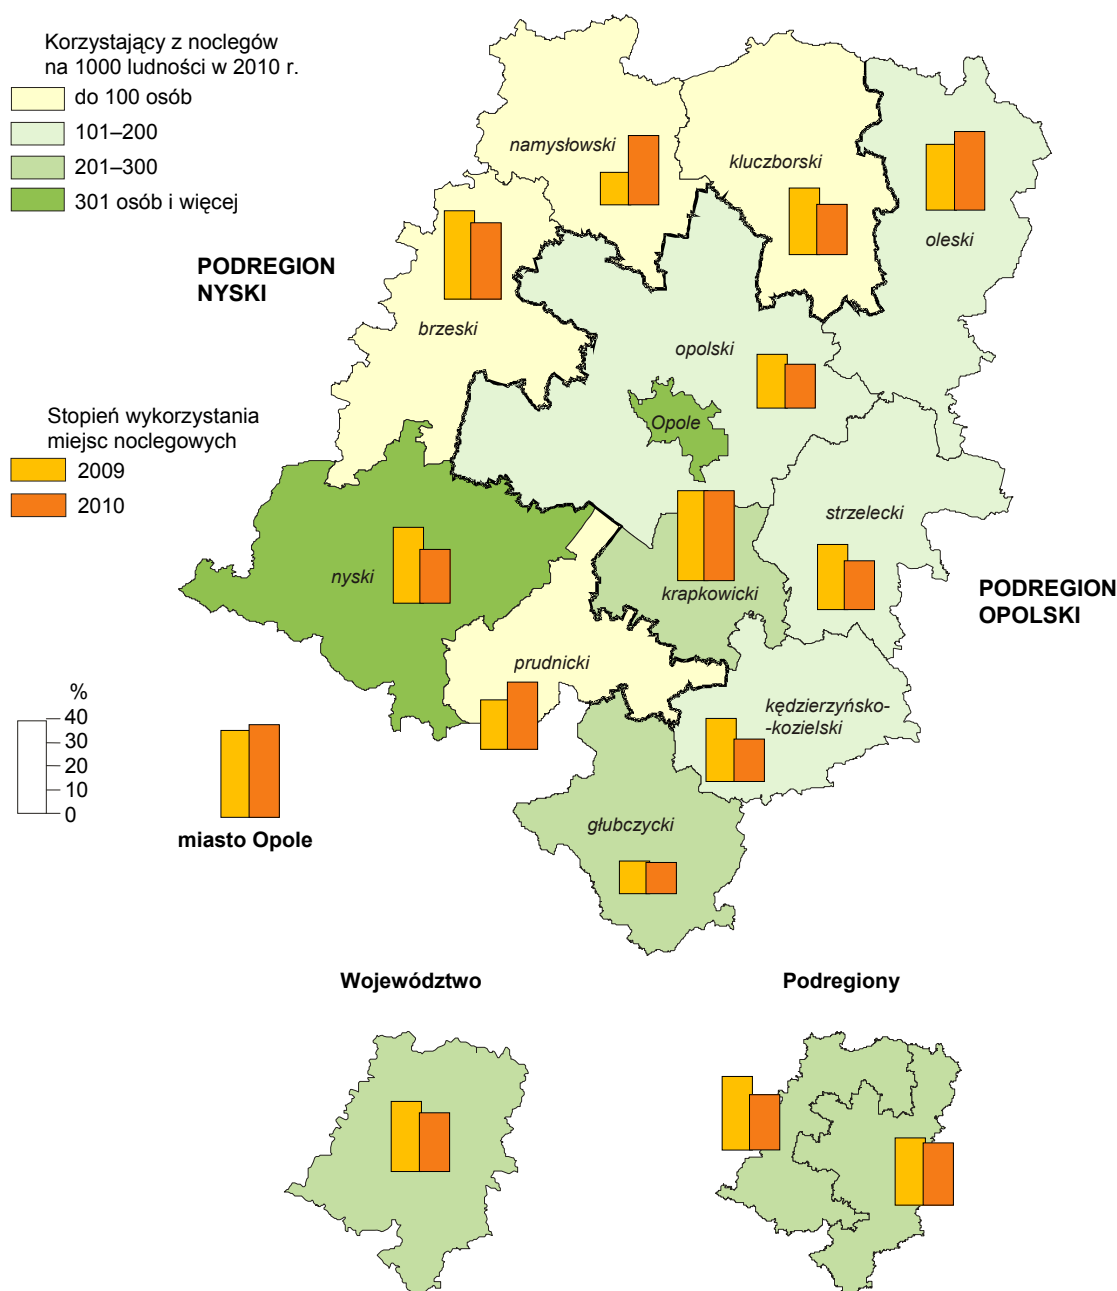 Korzystający z noclegów
na 1000 ludności w 2010 r.
do 100 osób
101–200
201–300
301 osób i więcej
namysłowski
kluczborski
oleski
PODREGION
NYSKI
brzeski
opolski
Opole
Stopień wykorzystania
miejsc noclegowych
2009
2010
strzelecki
nyski
krapkowicki
PODREGION
OPOLSKI
prudnicki
kędzierzyńsko-
-kozielski
%
40
30
20
10
0
miasto Opole
głubczycki
Województwo
Podregiony